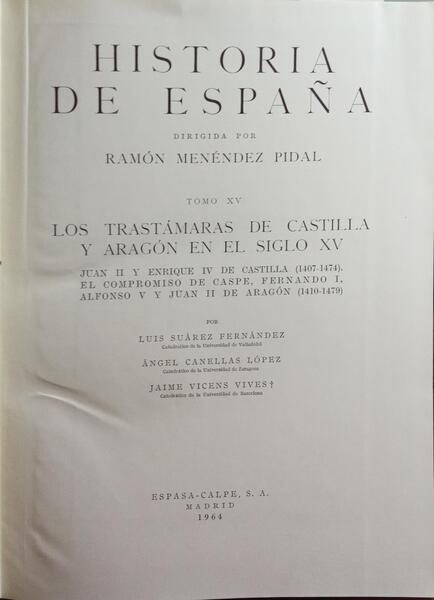 HISTORIA
DE ESPAÑA
DIRIGIDA POR
RAMÓN MENÉNDEZ PIDAL
TOMO XV
LOS TRASTÁMARAS DE CASTILLA
Y ARAGÓN EN EL SIGLO XV
JUAN II Y ENRIQUE IV DE CASTILLA (1407-1474).
EL COMPROMISO DE CASPE, FERNANDO I,
ALFONSO V Y JUAN II DE ARAGÓN (1410-1479)
POR
LUIS SUÁREZ FERNÁNDEZ
Catedrático de la Universidad de Valladolid
ÁNGEL CANELLAS LÓPEZ
Catedrático de la Universidad de Zaragoza
JAIME VICENS VIVES†
Catedrático de la Universidad de Barcelona
ESPASA-CALPE, S. A.
MADRID
1964